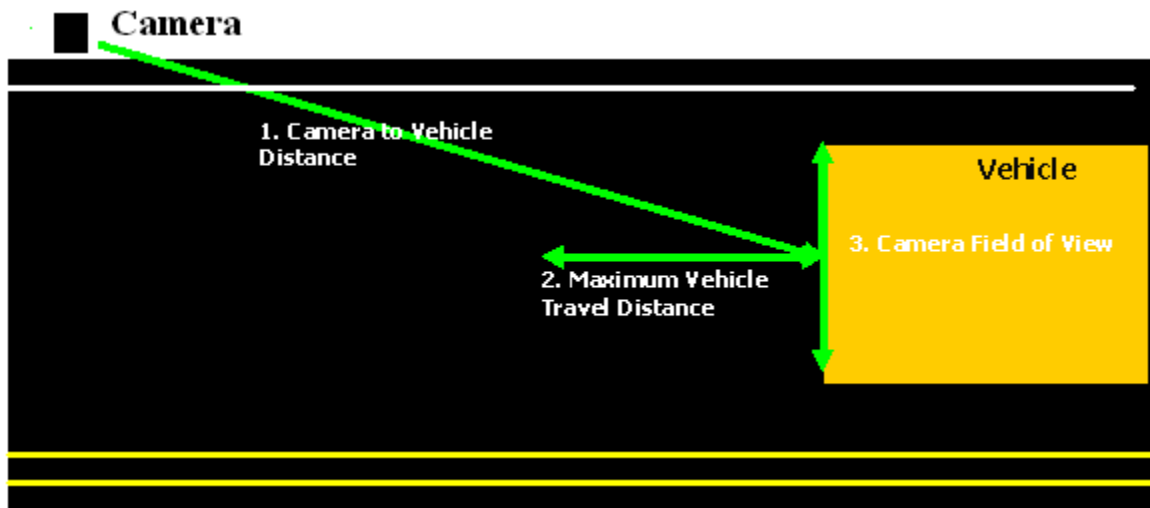 Camera
1. Camera to Vehicle
Distance
Vehicle
3. Camera Field of View
2. Maximum Vehicle
Travel Distance